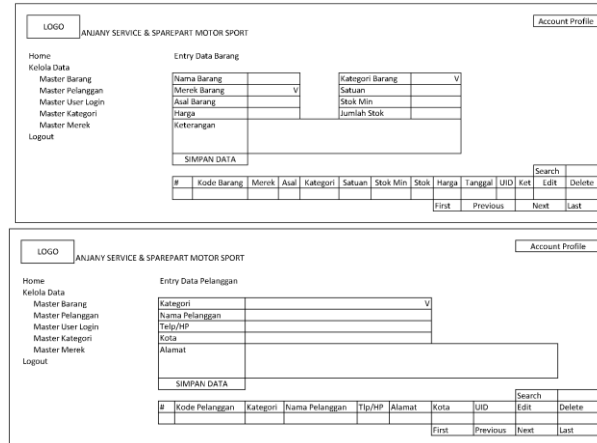 LOGO
Account Profile
ANJANY SERVICE & SPAREPART MOTOR SPORT
Home
Entry Data Barang
Kelola Data
Master Barang
Nama Barang
Kategori Barang V
Master Pelanggan
Merek Barang V
Satuan
Master User Login
Asal Barang
Stok Min
Master Kategori
Harga
Jumlah Stok
Master Merek
Keterangan
Logout
SIMPAN DATA
Search
# Kode Barang Merek Asal Kategori Satuan Stok Min Stok Harga Tanggal UID Ket Edit Delete
First Previous Next Last
LOGO
Account Profile
ANJANY SERVICE & SPAREPART MOTOR SPORT
Home
Entry Data Pelanggan
Kelola Data
Master Barang
Kategori V
Master Pelanggan
Nama Pelanggan
Master User Login
Telp/HP
Master Kategori
Kota
Master Merek
Alamat
Logout
SIMPAN DATA
Search
# Kode Pelanggan Kategori Nama Pelanggan Tlp/HP Alamat Kota UID Edit Delete
First Previous Next Last